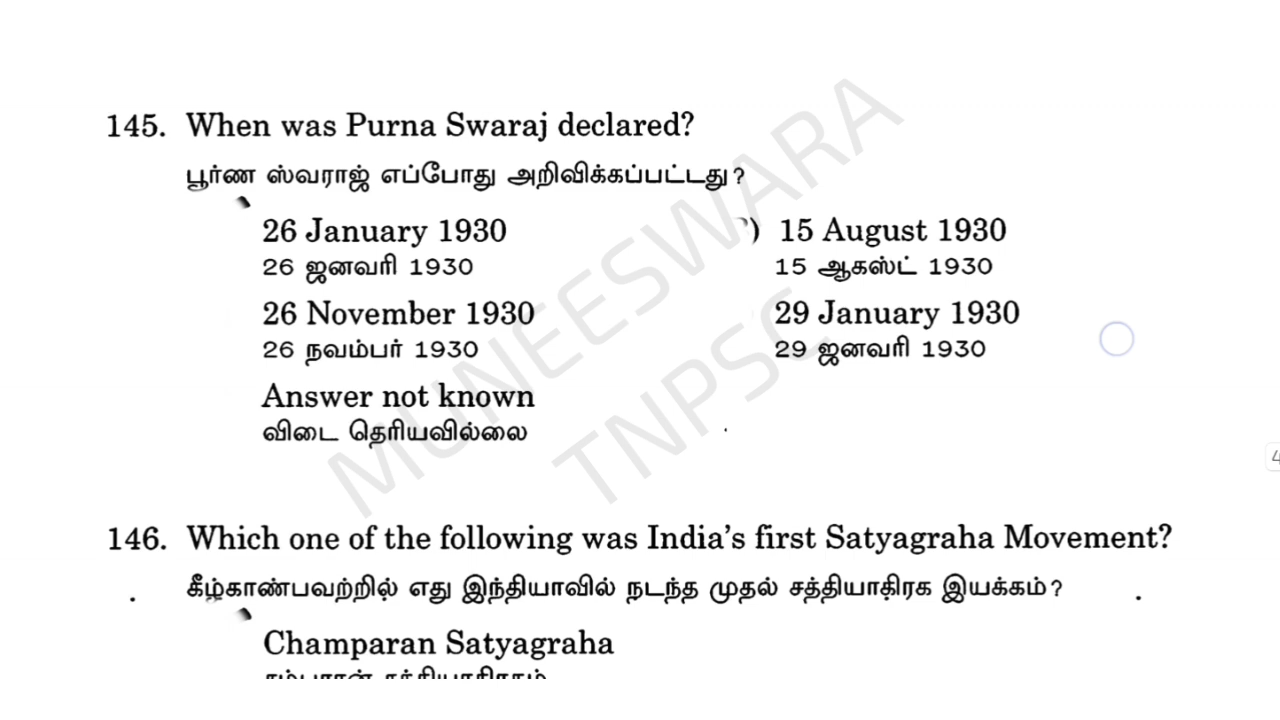 145. When was Purna Swaraj declared?
பூர்ண ஸ்வராஜ் எப்போது அறிவிக்கப்பட்டது?
26 January 1930
) 15 August 1930
26 ஜனவரி 1930
15 ஆகஸ்ட் 1930
26 November 1930
29 January 1930
26 நவம்பர் 1930
29 ஜனவரி 1930
Answer not known
விடை தெரியவில்லை
MUNEESWARA
TNPSC
4
146. Which one of the following was India's first Satyagraha Movement?
கீழ்காண்பவற்றில் எது இந்தியாவில் நடந்த முதல் சத்தியாகிரக இயக்கம்?
Champaran Satyagraha